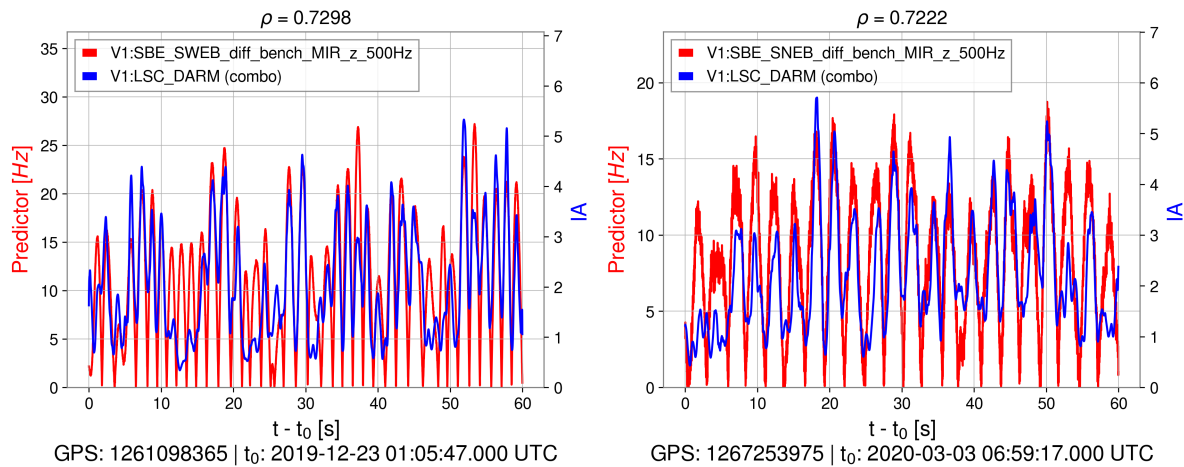 ρ = 0.7298
V1:SBE_SWEB_diff_bench_MIR_z_500Hz
V1:LSC_DARM (combo)
Predictor [Hz]
35
30
25
20
15
10
5
0
7
6
5
4
3
2
1
0
IA
0 10 20 30 40 50 60
t - t₀ [s]
GPS: 1261098365 | t₀: 2019-12-23 01:05:47.000 UTC
ρ = 0.7222
V1:SBE_SNEB_diff_bench_MIR_z_500Hz
V1:LSC_DARM (combo)
Predictor [Hz]
20
15
10
5
0
7
6
5
4
3
2
1
0
IA
0 10 20 30 40 50 60
t - t₀ [s]
GPS: 1267253975 | t₀: 2020-03-03 06:59:17.000 UTC